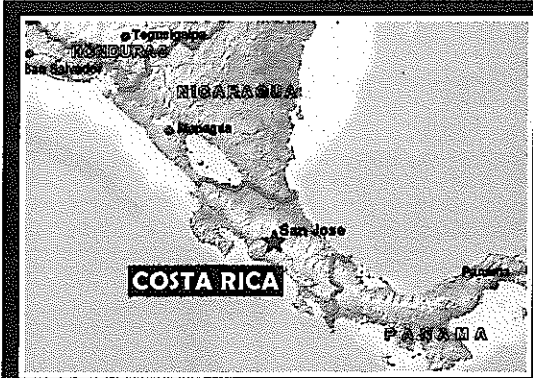 Tegucigalpa
HONDURAS
San Salvador
NICARAGUA
Managua
San Jose
COSTA RICA
Panama
PANAMA